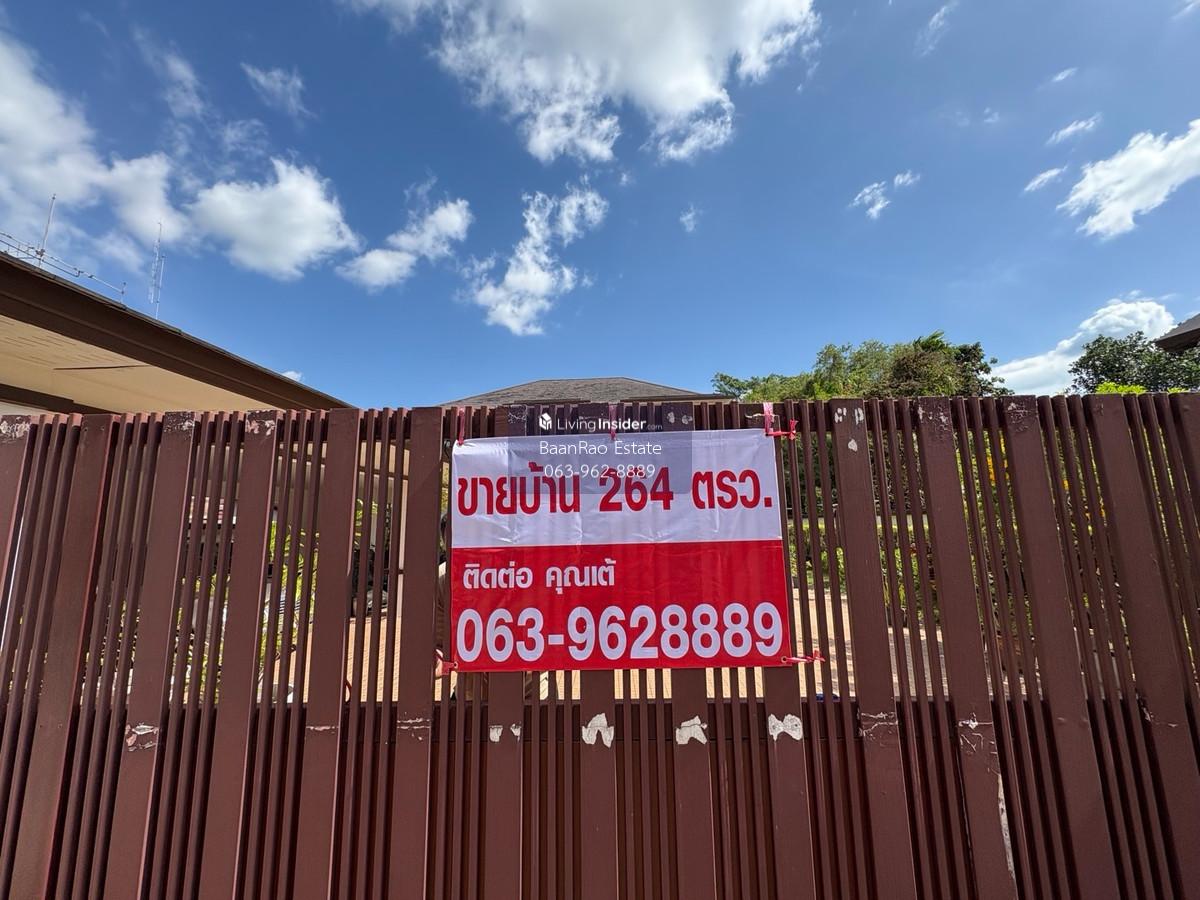 LivingInsider.com
BaanRao Estate
063-962-8889
ขายบ้าน 264 ตรว.
ติดต่อ คุณเต้
063-9628889